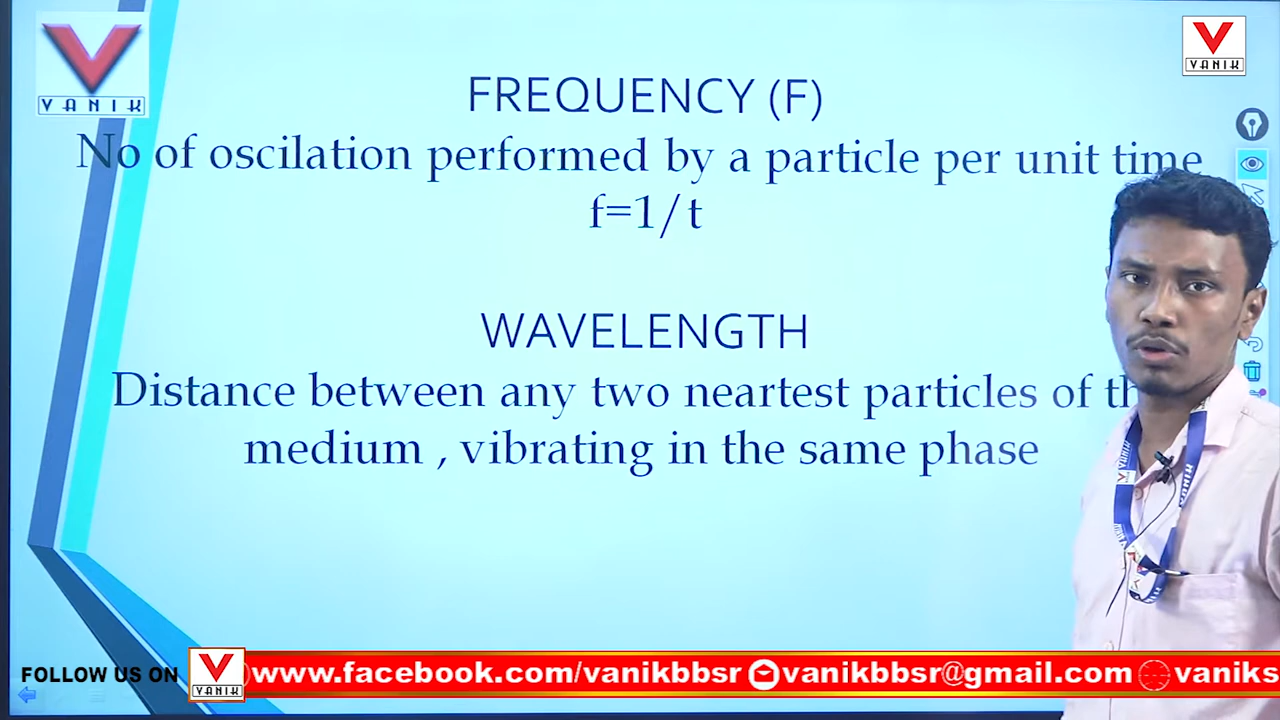 VANIK
VANIK
FREQUENCY (F)
No of oscilation performed by a particle per unit time
f=1/t
WAVELENGTH
Distance between any two neartest particles of th
medium , vibrating in the same phase
VANIK
FOLLOW US ON
VANIK
www.facebook.com/vanikbbsr
vanikbbsr@gmail.com
vaniks